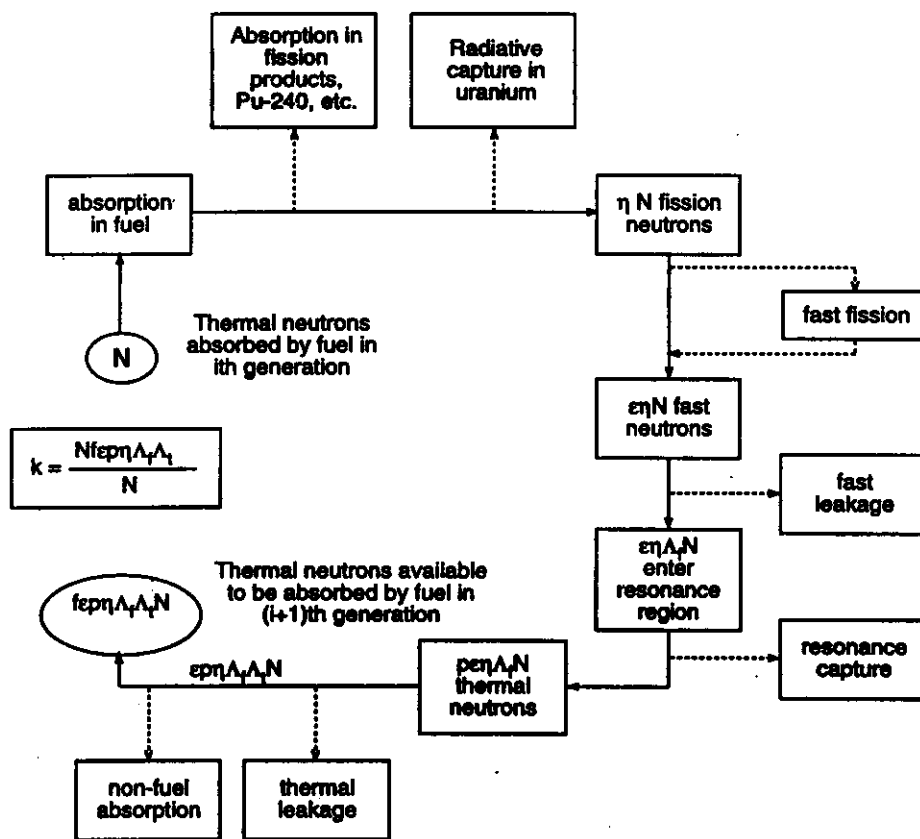 Absorption in
fission
products,
Pu-240, etc.
Radiative
capture in
uranium
absorption
in fuel
η N fission
neutrons
fast fission
Thermal neutrons
absorbed by fuel in
ith generation
N
εηN fast
neutrons
k = NfεpηΛfΛt
N
fast
leakage
εηΛfN
enter
resonance
region
Thermal neutrons available
to be absorbed by fuel in
(i+1)th generation
fεpηΛfΛtN
εpηΛfΛtN
pεηΛfN
thermal
neutrons
resonance
capture
non-fuel
absorption
thermal
leakage